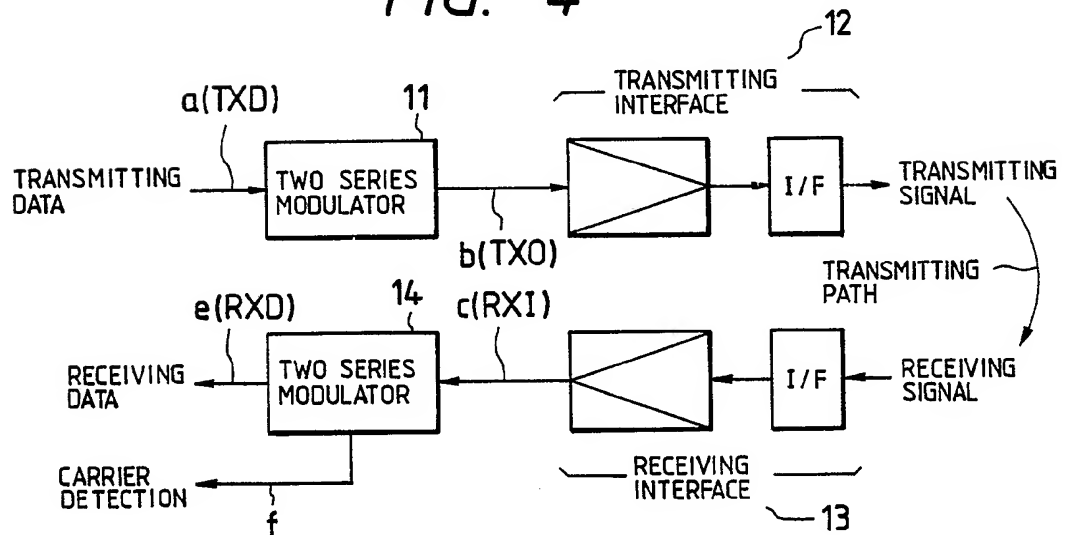 FIG. 4
12
TRANSMITTING
INTERFACE
a(TXD)
11
TRANSMITTING
DATA
TWO SERIES
MODULATOR
b(TXO)
I/F
TRANSMITTING
SIGNAL
TRANSMITTING
PATH
e(RXD)
14
c(RXI)
RECEIVING
DATA
TWO SERIES
MODULATOR
I/F
RECEIVING
SIGNAL
CARRIER
DETECTION
f
RECEIVING
INTERFACE
13